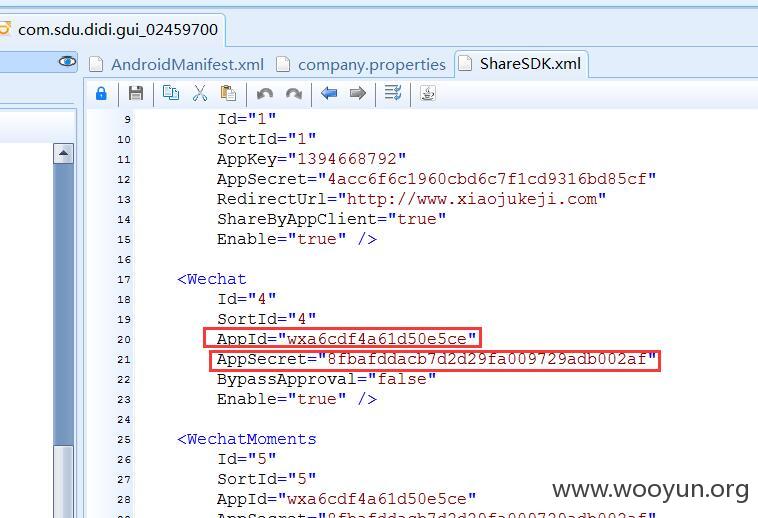 com.sdu.didi.gui_02459700
AndroidManifest.xml
company.properties
ShareSDK.xml
9 Id="1"
10 SortId="1"
11 AppKey="1394668792"
12 AppSecret="4acc6f6c1960cbd6c7f1cd9316bd85cf"
13 RedirectUrl="http://www.xiaojukeji.com"
14 ShareByAppClient="true"
15 Enable="true" />
16
17 <Wechat
18 Id="4"
19 SortId="4"
20 AppId="wxa6cdf4a61d50e5ce"
21 AppSecret="8fbafddacb7d2d29fa009729adb002af"
22 BypassApproval="false"
23 Enable="true" />
24
25 <WechatMoments
26 Id="5"
27 SortId="5"
28 AppId="wxa6cdf4a61d50e5ce"
www.wooyun.org